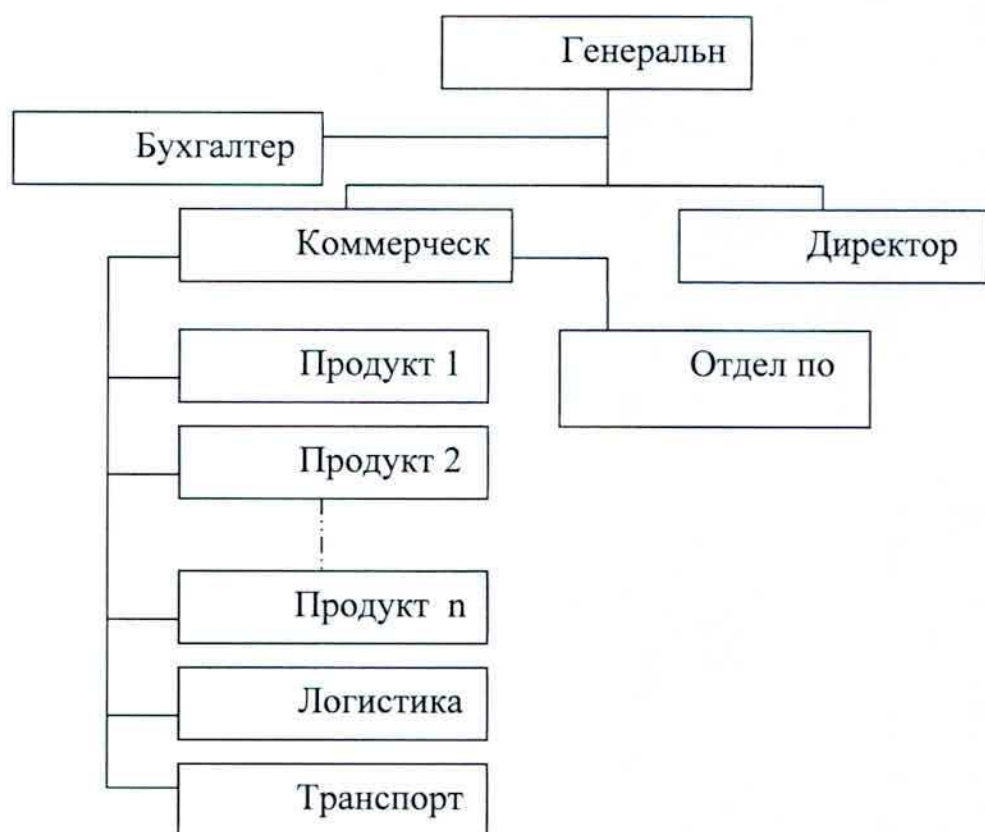 Генеральн
Бухгалтер
Коммерческ
Директор
Продукт 1
Отдел по
Продукт 2
Продукт n
Логистика
Транспорт